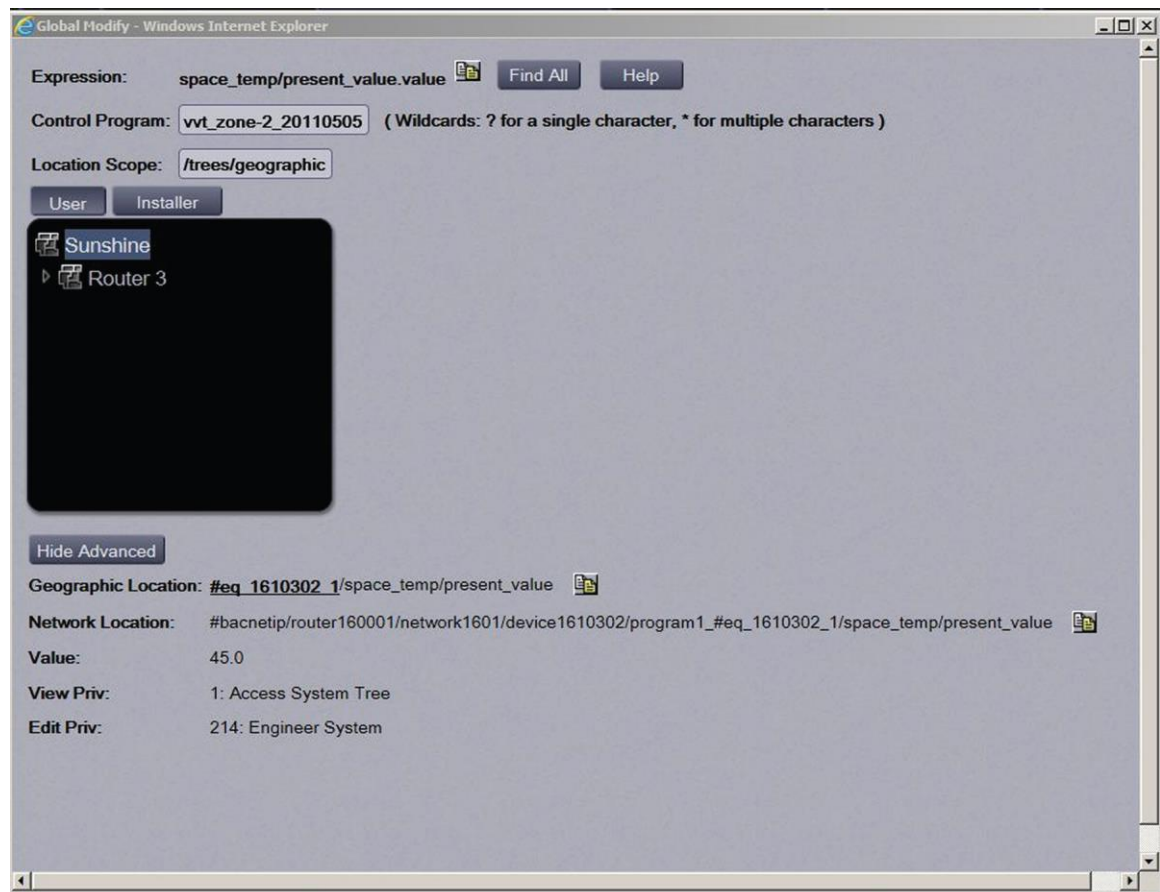 Global Modify - Windows Internet Explorer
Expression: space_temp/present_value.value Find All Help
Control Program: vvt_zone-2_20110505 ( Wildcards: ? for a single character, * for multiple characters )
Location Scope: /trees/geographic
User Installer
Sunshine
Router 3
Hide Advanced
Geographic Location: #eq_1610302_1/space_temp/present_value
Network Location: #bacnetip/router160001/network1601/device1610302/program1_#eq_1610302_1/space_temp/present_value
Value: 45.0
View Priv: 1: Access System Tree
Edit Priv: 214: Engineer System